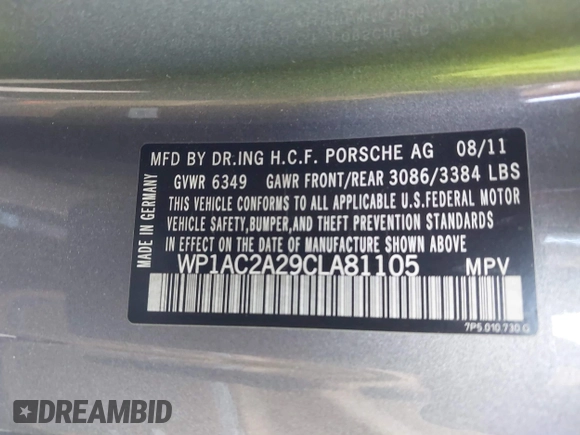 MFD BY DR.ING H.C.F. PORSCHE AG 08/11
GVWR 6349 GAWR FRONT/REAR 3086/3384 LBS
THIS VEHICLE CONFORMS TO ALL APPLICABLE U.S.FEDERAL MOTOR
VEHICLE SAFETY,BUMPER,AND THEFT PREVENTION STANDARDS
IN EFFECT ON THE DATE OF MANUFACTURE SHOWN ABOVE.
WP1AC2A29CLA81105 MPV
MADE IN GERMANY
7P5.010.730.G
DREAMBID